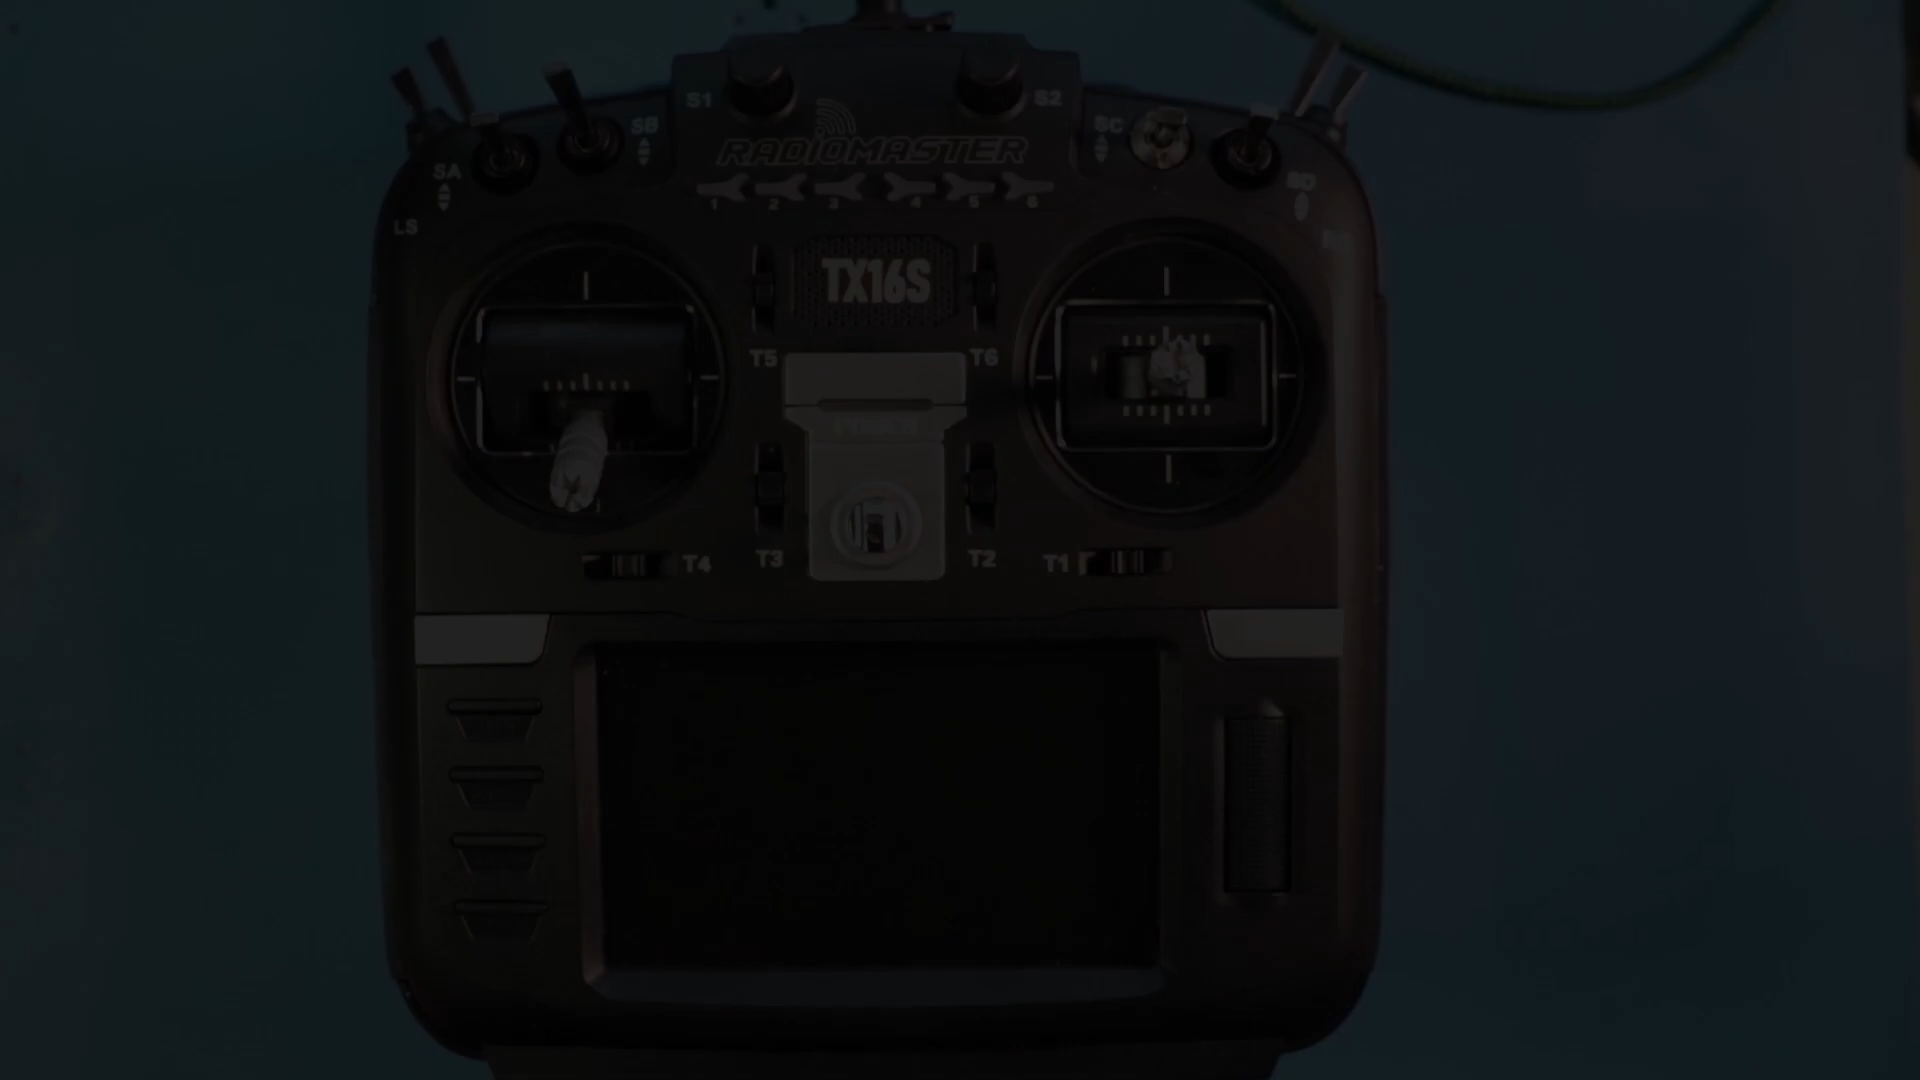 S1
S2
SB
SC
RADIOMASTER
SA
SD
1 2 3 4 5 6
LS
TX16S
T5
T6
T4
T3
T2
T1